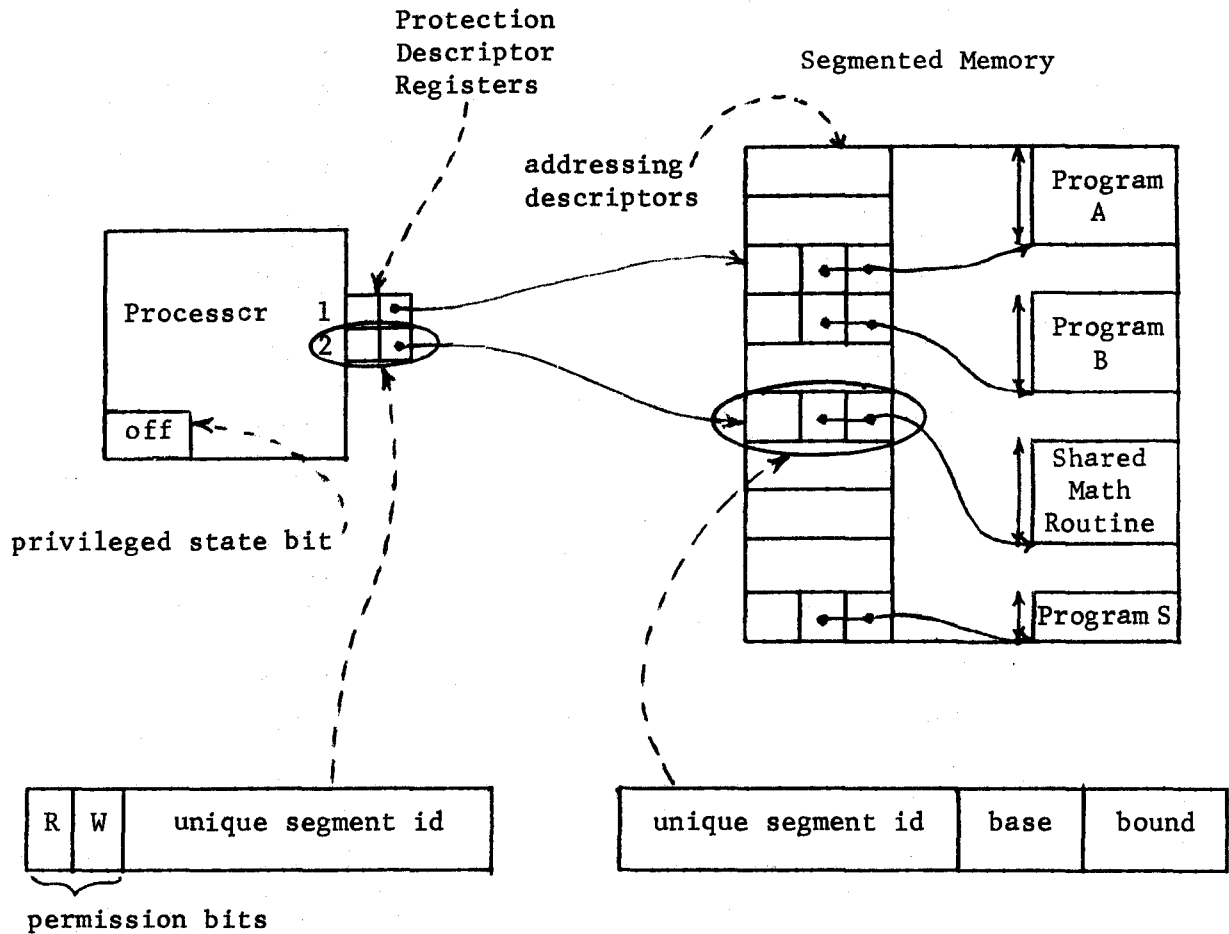 Protection
Descriptor
Registers
Segmented Memory
addressing
descriptors
Program
A
Processor
1
2
Program
B
off
Shared
Math
Routine
privileged state bit
Program S
R W unique segment id
unique segment id base bound
permission bits